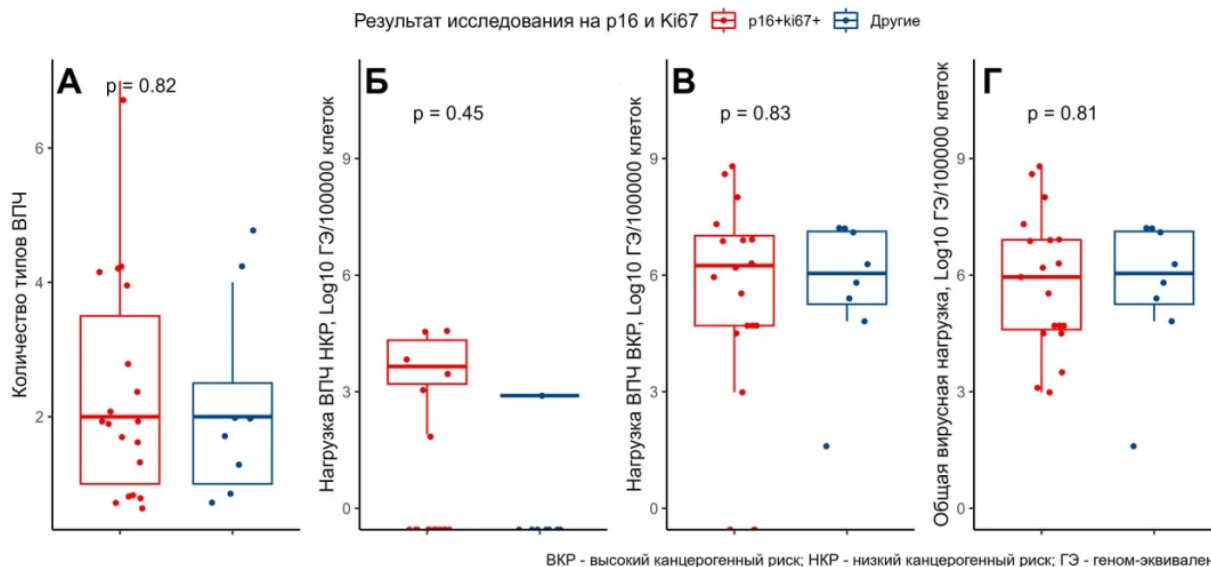 Результат исследования на p16 и Ki67 p16+ki67+ Другие
А
p = 0.82
Количество типов ВПЧ
6
4
2
Б
p = 0.45
Нагрузка ВПЧ НКР, Log10 ГЭ/100000 клеток
9
6
3
0
В
p = 0.83
Нагрузка ВПЧ ВКР, Log10 ГЭ/100000 клеток
9
6
3
0
Г
p = 0.81
Общая вирусная нагрузка, Log10 ГЭ/100000 клеток
9
6
3
0
ВКР - высокий канцерогенный риск; НКР - низкий канцерогенный риск; ГЭ - геном-эквивален